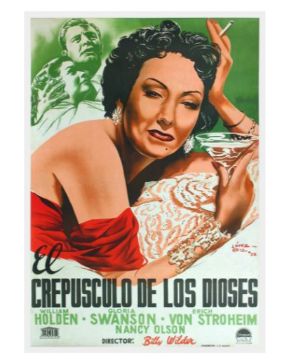 El
CREPUSCULO DE LOS DIOSES
WILLIAM HOLDEN · GLORIA SWANSON · ERICH VON STROHEIM
NANCY OLSON
DIRECTOR: Billy Wilder